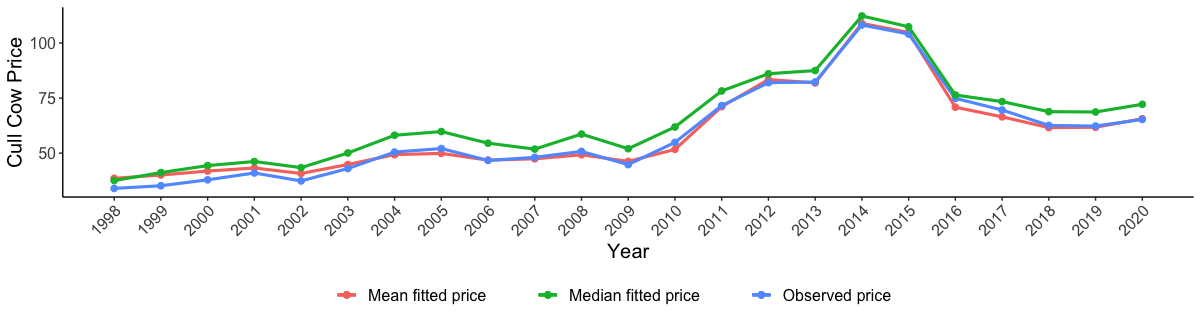 Cull Cow Price
100
75
50
1998 1999 2000 2001 2002 2003 2004 2005 2006 2007 2008 2009 2010 2011 2012 2013 2014 2015 2016 2017 2018 2019 2020
Year
Mean fitted price Median fitted price Observed price